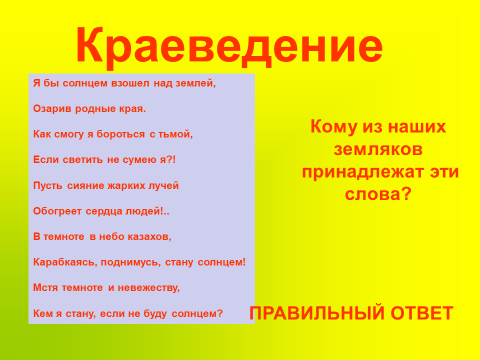 Краеведение
Я бы солнцем взошел над землей,
Озарив родные края.
Как смогу я бороться с тьмой,
Если светить не сумею я?!
Пусть сияние жарких лучей
Обогреет сердца людей!..
В темноте в небо казахов,
Карабкаясь, поднимусь, стану солнцем!
Мстя темноте и невежеству,
Кем я стану, если не буду солнцем?
Кому из наших
земляков
принадлежат эти
слова?
ПРАВИЛЬНЫЙ ОТВЕТ